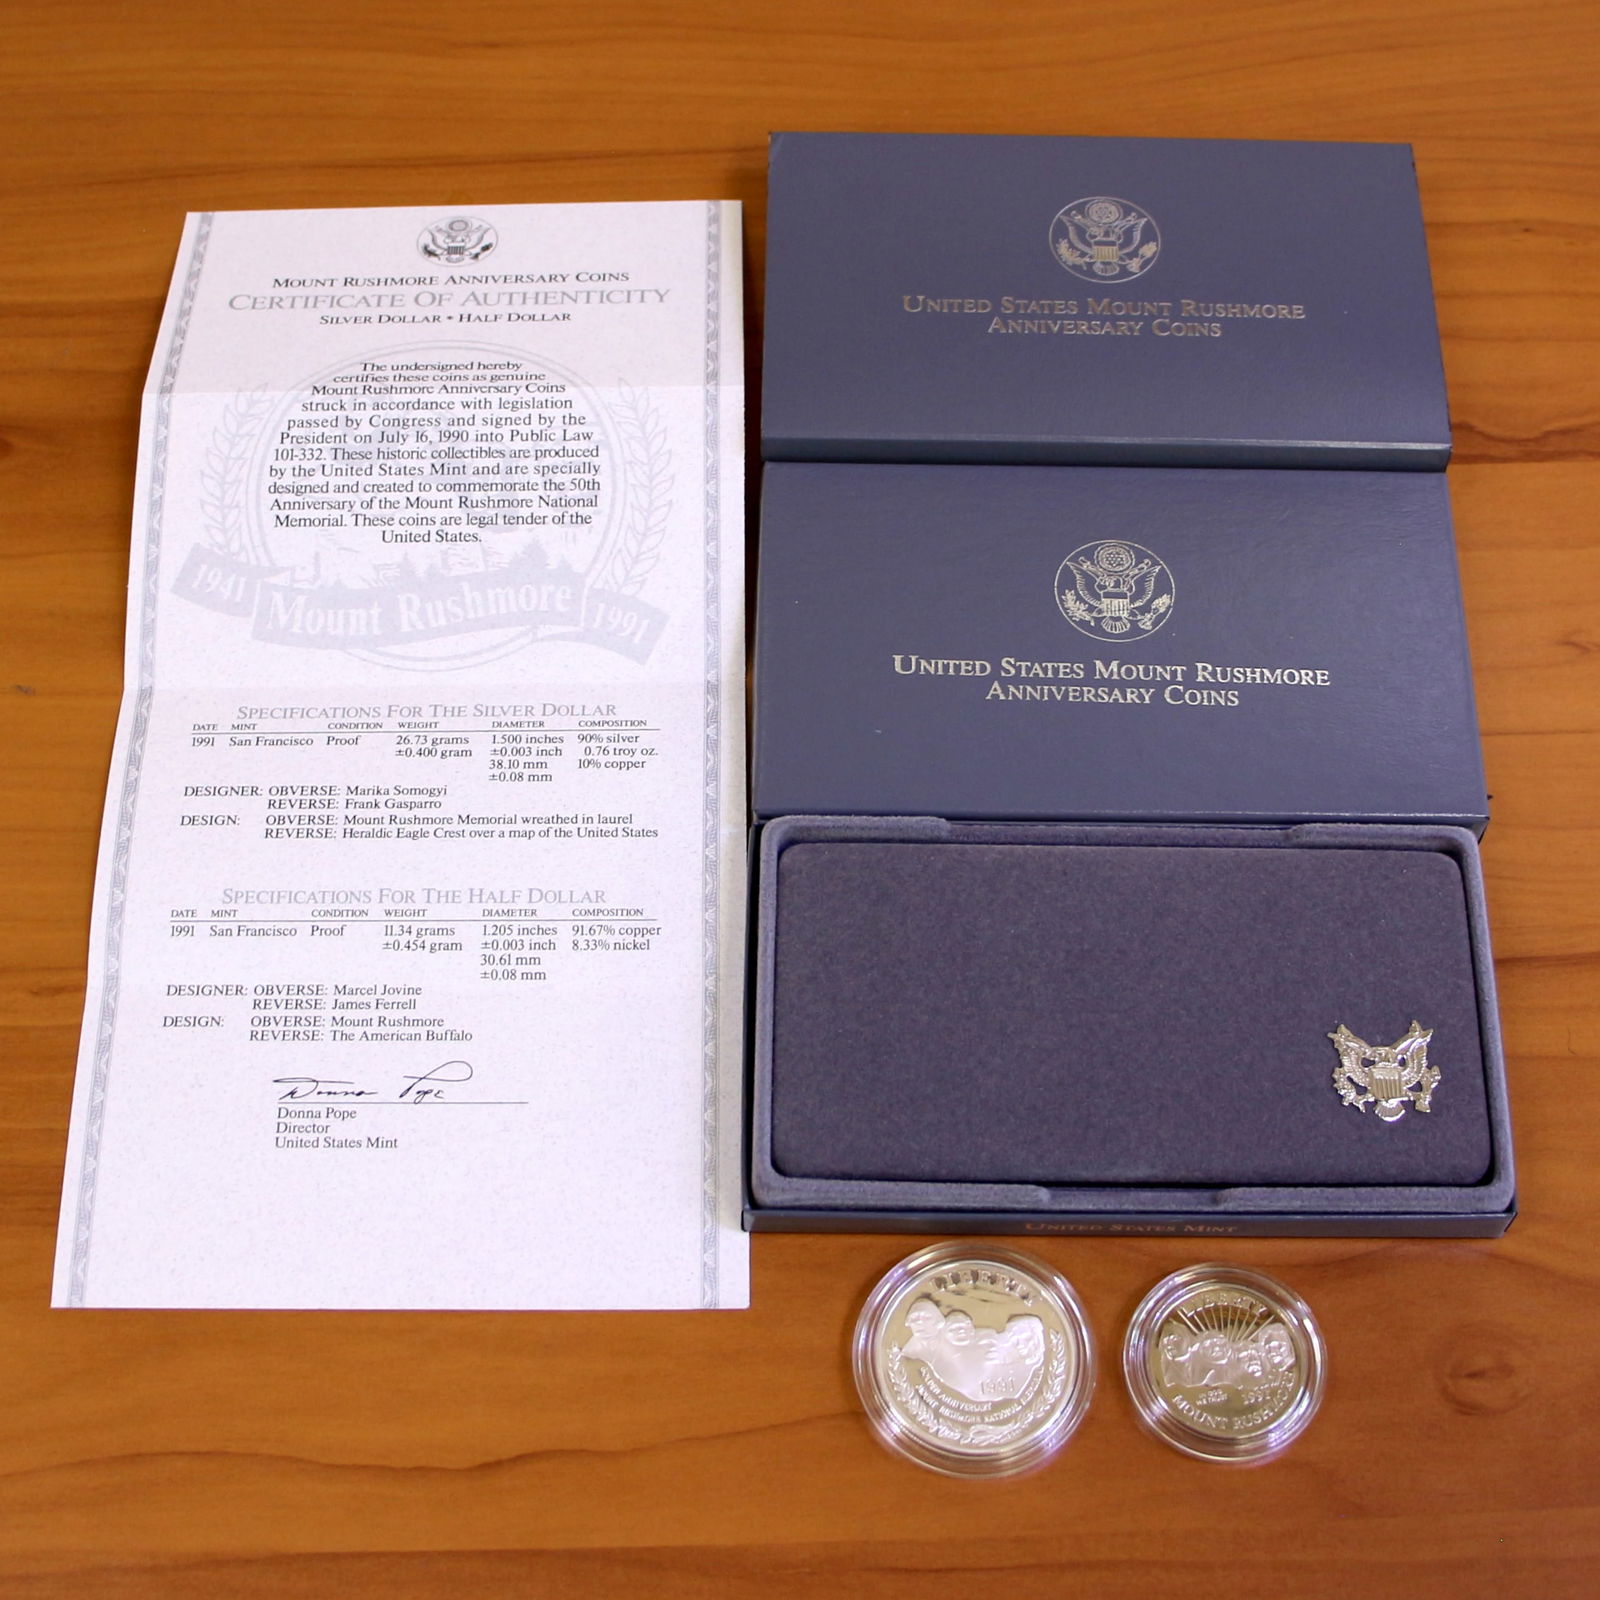 MOUNT RUSHMORE ANNIVERSARY COINS
CERTIFICATE OF AUTHENTICITY
SILVER DOLLAR • HALF DOLLAR
The undersigned hereby
certifies these coins as genuine
Mount Rushmore Anniversary Coins
struck in accordance with legislation
passed by Congress and signed by the
President on July 16, 1990 into Public Law
101-332. These historic collectibles are produced
by the United States Mint and are specially
designed and created to commemorate the 50th
Anniversary of the Mount Rushmore National
Memorial. These coins are legal tender of the
United States.
1941 Mount Rushmore 1991
SPECIFICATIONS FOR THE SILVER DOLLAR
DATE MINT CONDITION WEIGHT DIAMETER COMPOSITION
1991 San Francisco Proof 26.73 grams 1.500 inches 90% silver
±0.400 gram ±0.003 inch 0.76 troy oz.
38.10 mm 10% copper
±0.08 mm
DESIGNER: OBVERSE: Marika Somogyi
REVERSE: Frank Gasparro
DESIGN: OBVERSE: Mount Rushmore Memorial wreathed in laurel
REVERSE: Heraldic Eagle Crest over a map of the United States
SPECIFICATIONS FOR THE HALF DOLLAR
DATE MINT CONDITION WEIGHT DIAMETER COMPOSITION
1991 San Francisco Proof 11.34 grams 1.205 inches 91.67% copper
±0.454 gram ±0.003 inch 8.33% nickel
30.61 mm
±0.08 mm
DESIGNER: OBVERSE: Marcel Jovine
REVERSE: James Ferrell
DESIGN: OBVERSE: Mount Rushmore
REVERSE: The American Buffalo
Donna Pope
Donna Pope
Director
United States Mint
UNITED STATES MOUNT RUSHMORE
ANNIVERSARY COINS
UNITED STATES MOUNT RUSHMORE
ANNIVERSARY COINS
UNITED STATES MINT
LIBERTY
1991
GOLDEN ANNIVERSARY
MOUNT RUSHMORE NATIONAL MEMORIAL
LIBERTY
IN GOD
WE TRUST
1991
MOUNT RUSHMORE